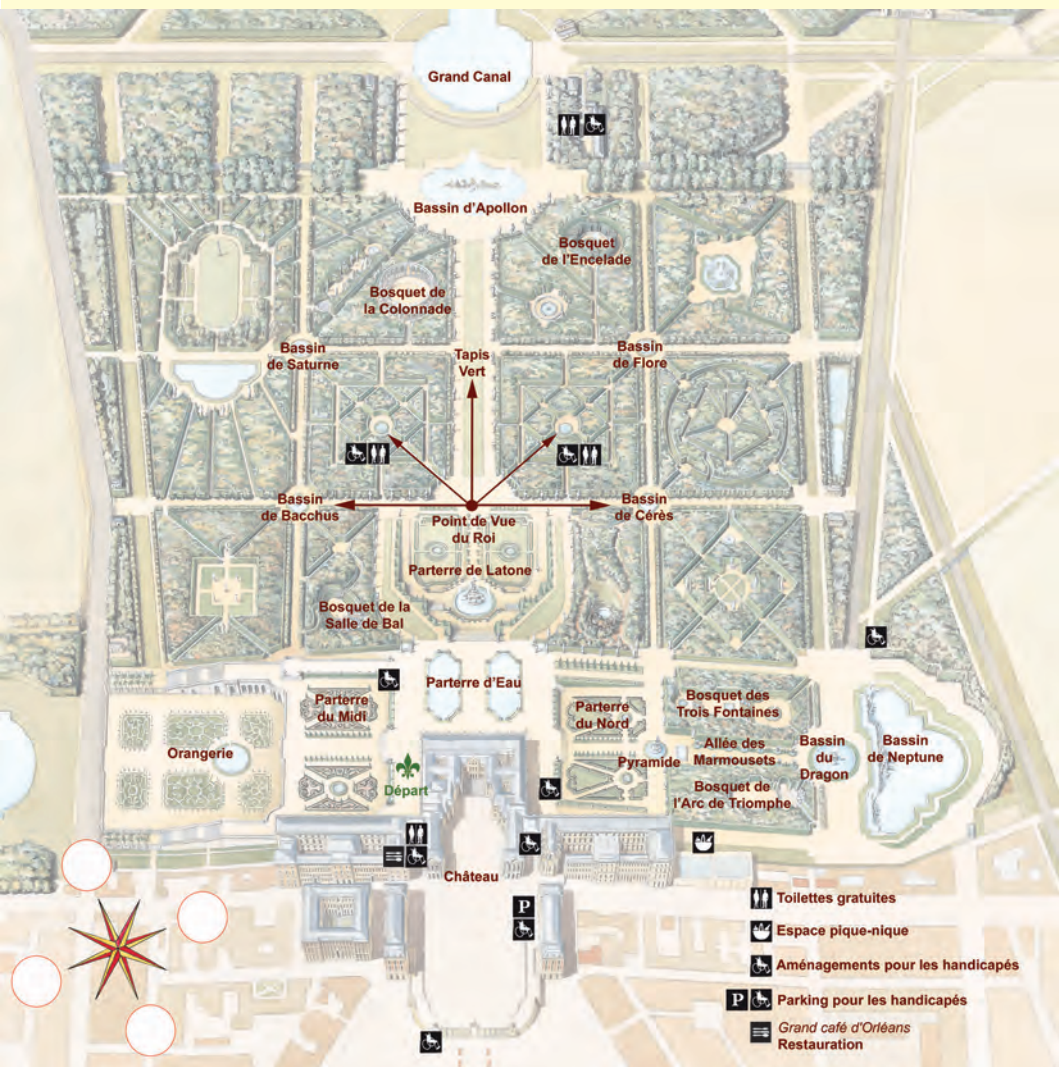 Grand Canal
Bassin d'Apollon
Bosquet
de l'Encelade
Bosquet de
la Colonnade
Bassin
de Saturne
Tapis
Vert
Bassin
de Flore
Bassin
de Bacchus
Point de Vue
du Roi
Bassin
de Cérès
Parterre de Latone
Bosquet de la
Salle de Bal
Parterre d'Eau
Parterre
du Midi
Parterre
du Nord
Bosquet des
Trois Fontaines
Orangerie
Départ
Pyramide
Allée des
Marmousets
Bassin
du
Dragon
Bassin
de Neptune
Bosquet de
l'Arc de Triomphe
Château
P
Toilettes gratuites
Espace pique-nique
Aménagements pour les handicapés
P Parking pour les handicapés
Grand café d'Orléans
Restauration